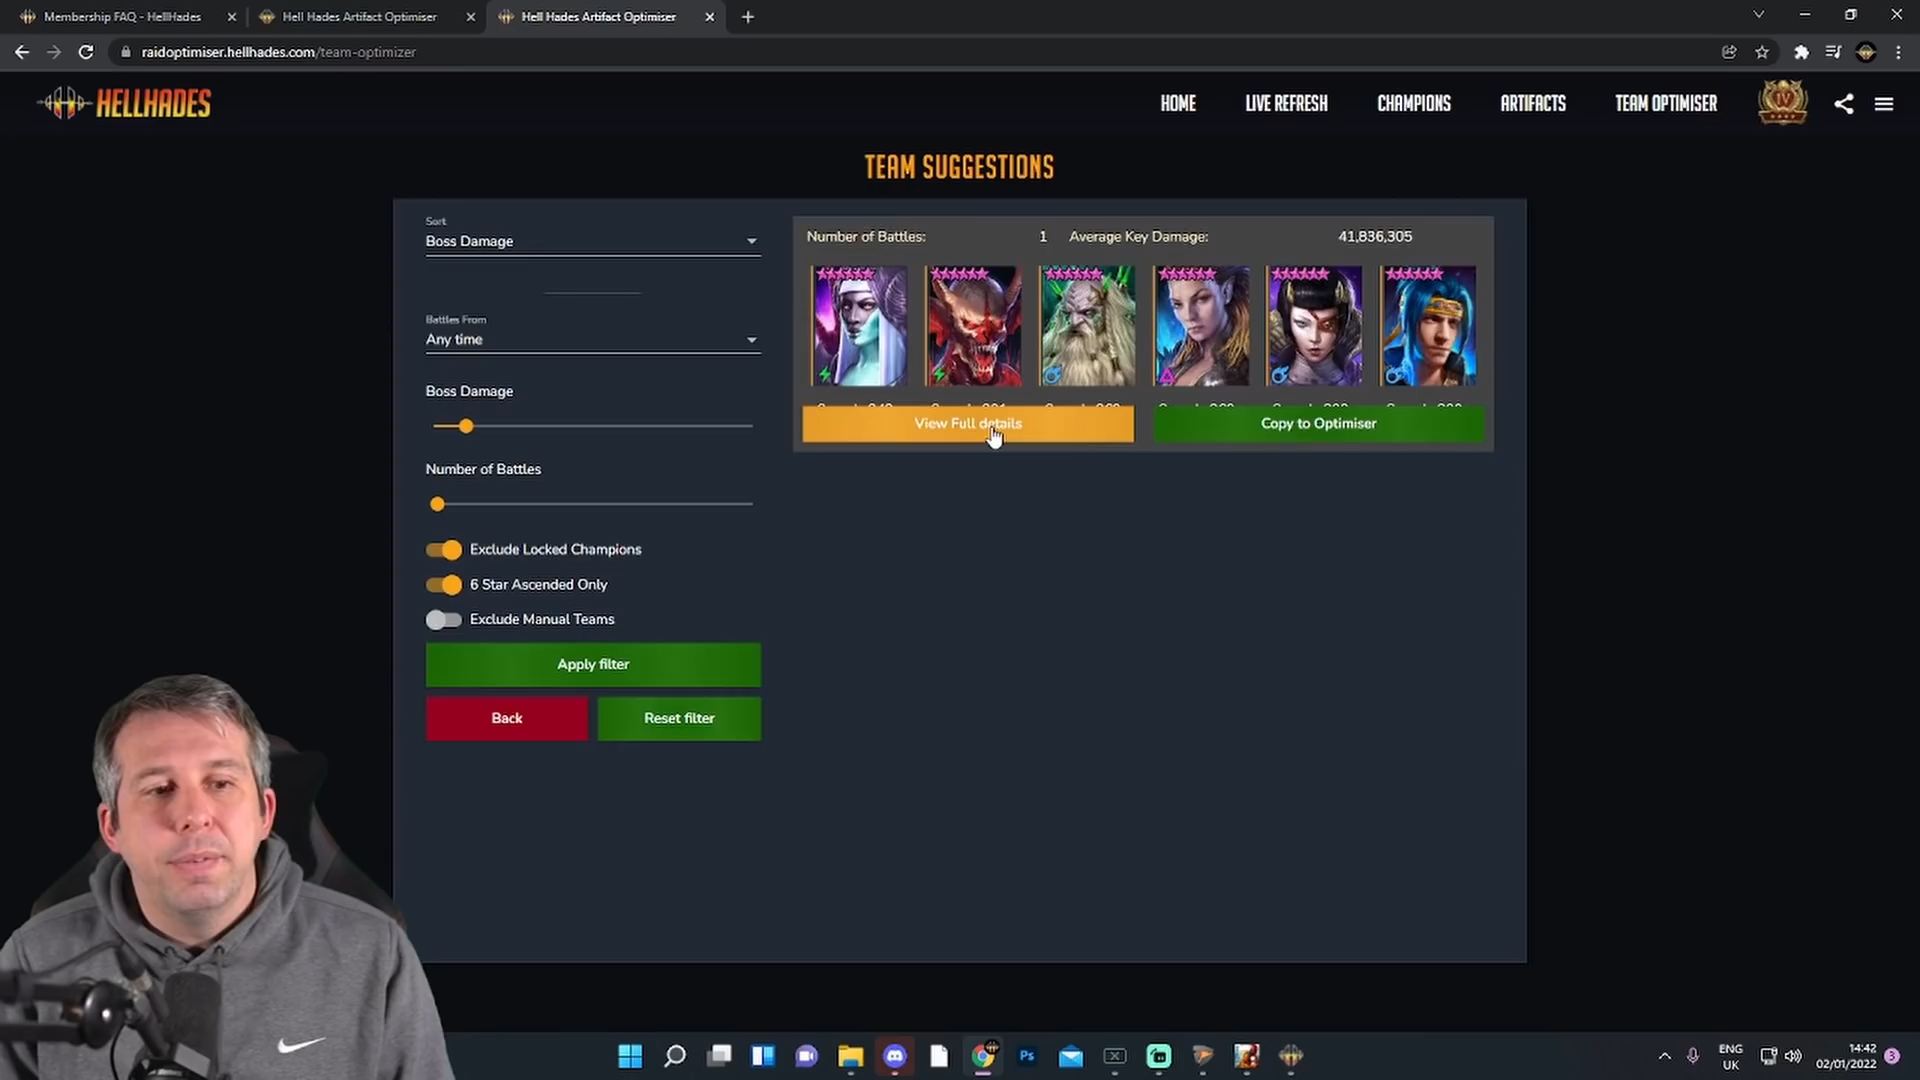 Membership FAQ - HellHades
Hell Hades Artifact Optimiser
Hell Hades Artifact Optimiser
raidoptimiser.hellhades.com/team-optimizer
HELLHADES
HOME
LIVE REFRESH
CHAMPIONS
ARTIFACTS
TEAM OPTIMISER
IV
TEAM SUGGESTIONS
Sort
Boss Damage
Battles From
Any time
Boss Damage
Number of Battles
Exclude Locked Champions
6 Star Ascended Only
Exclude Manual Teams
Apply filter
Back
Reset filter
Number of Battles: 1 Average Key Damage: 41,836,305
View Full details
Copy to Optimiser
Ps
ENG
UK
14:42
02/01/2022
3